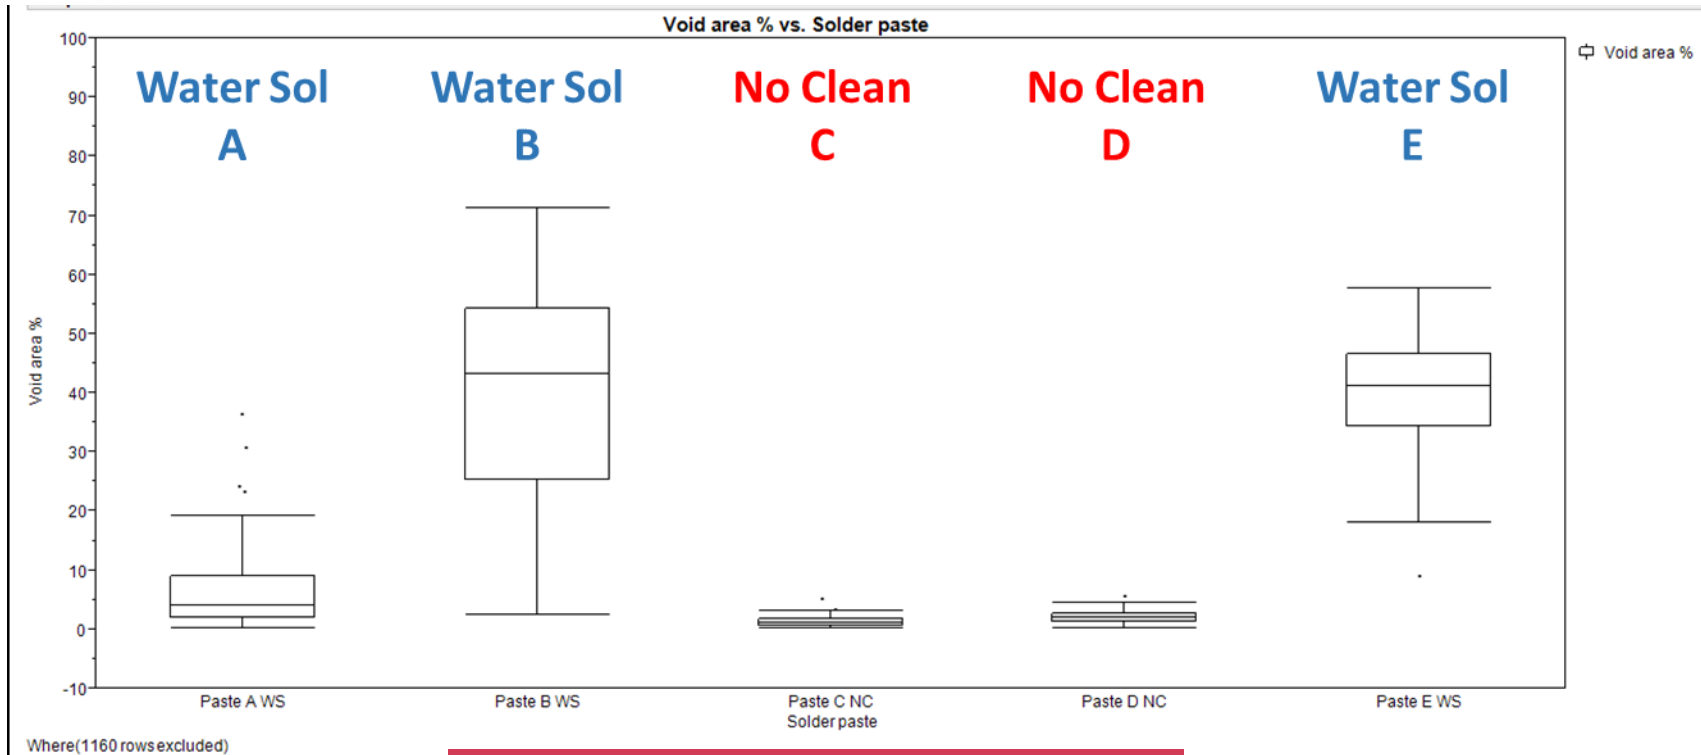 Void area % vs. Solder paste
Void area %
100
90
80
70
60
50
40
30
20
10
0
-10
Void area %
Water Sol
A
Water Sol
B
No Clean
C
No Clean
D
Water Sol
E
Paste A WS
Paste B WS
Paste C NC
Paste D NC
Paste E WS
Solder paste
Where(1160 rows excluded)